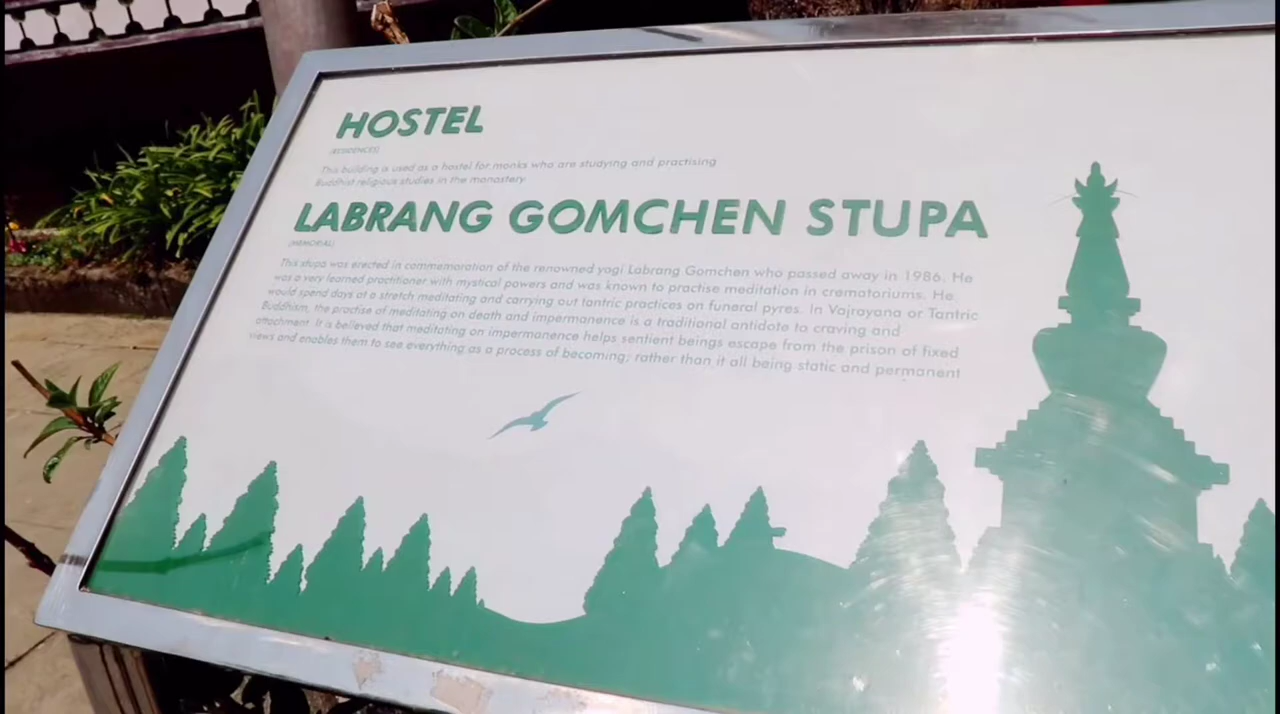 HOSTEL
(RESIDENCES)
This building is used as a hostel for monks who are studying and practising
Buddhist religious studies in the monastery
LABRANG GOMCHEN STUPA
(MEMORIAL)
This stupa was erected in commemoration of the renowned yogi Labrang Gomchen who passed away in 1986. He
was a very learned practitioner with mystical powers and was known to practise meditation in crematoriums. He
would spend days at a stretch meditating and carrying out tantric practices on funeral pyres. In Vajrayana or Tantric
Buddhism, the practise of meditating on death and impermanence is a traditional antidote to craving and
attachment. It is believed that meditating on impermanence helps sentient beings escape from the prison of fixed
views and enables them to see everything as a process of becoming; rather than it all being static and permanent